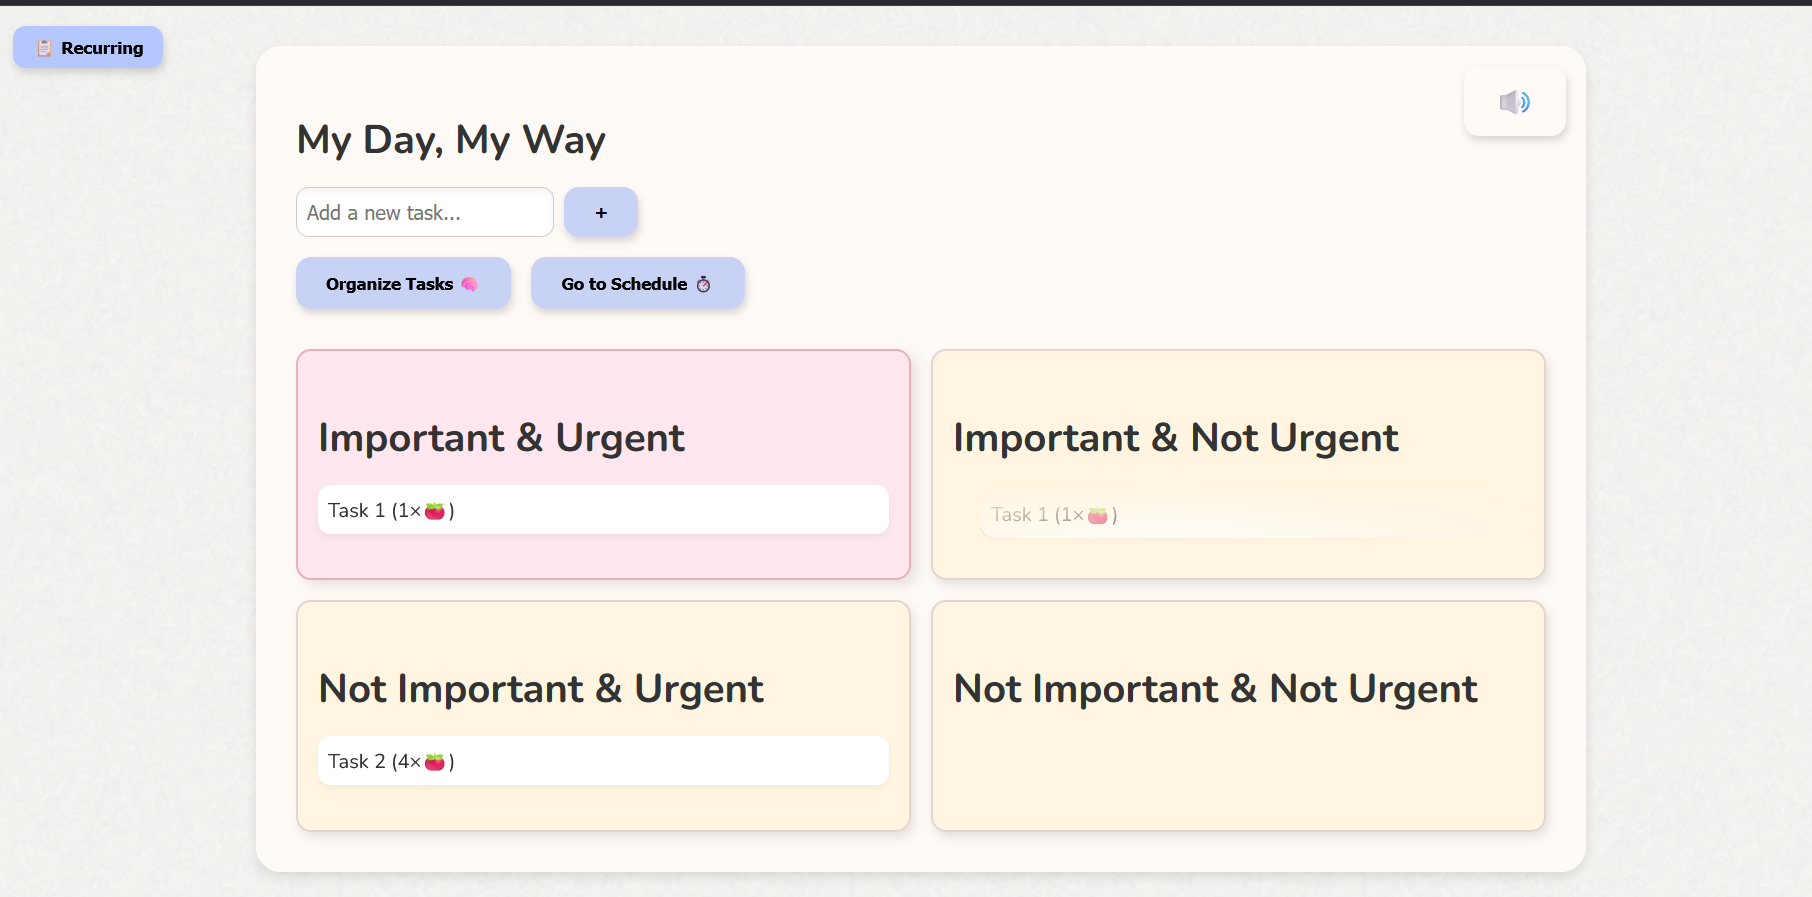 📋 Recurring
My Day, My Way
Add a new task...
+
Organize Tasks 🧠
Go to Schedule ⏱
Important & Urgent
Task 1 (1×🍅)
Important & Not Urgent
Task 1 (1×🍅)
Not Important & Urgent
Task 2 (4×🍅)
Not Important & Not Urgent